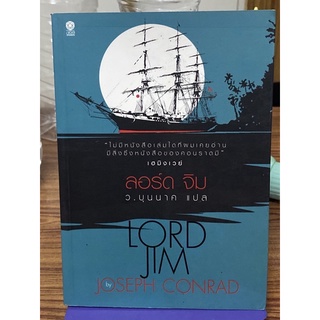 "ไม่มีหนังสือเล่มใดที่ผมเคยอ่าน
มีสิ่งซึ่งหนังสือของคอนราดมี"
เฮมิงเวย์
ลอร์ด จิม
ว.มุนนาค แปล
LORD
JIM
by
JOSEPH CONRAD